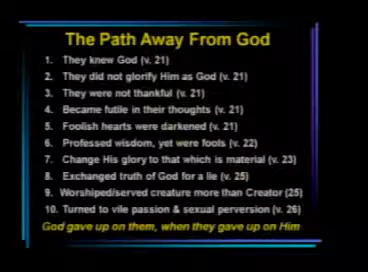 The Path Away From God
1. They knew God (v. 21)
2. They did not glorify Him as God (v. 21)
3. They were not thankful (v. 21)
4. Became futile in their thoughts (v. 21)
5. Foolish hearts were darkened (v. 21)
6. Professed wisdom, yet were fools (v. 22)
7. Change His glory to that which is material (v. 23)
8. Exchanged truth of God for a lie (v. 25)
9. Worshiped/served creature more than Creator (25)
10. Turned to vile passion & sexual perversion (v. 26)
God gave up on them, when they gave up on Him